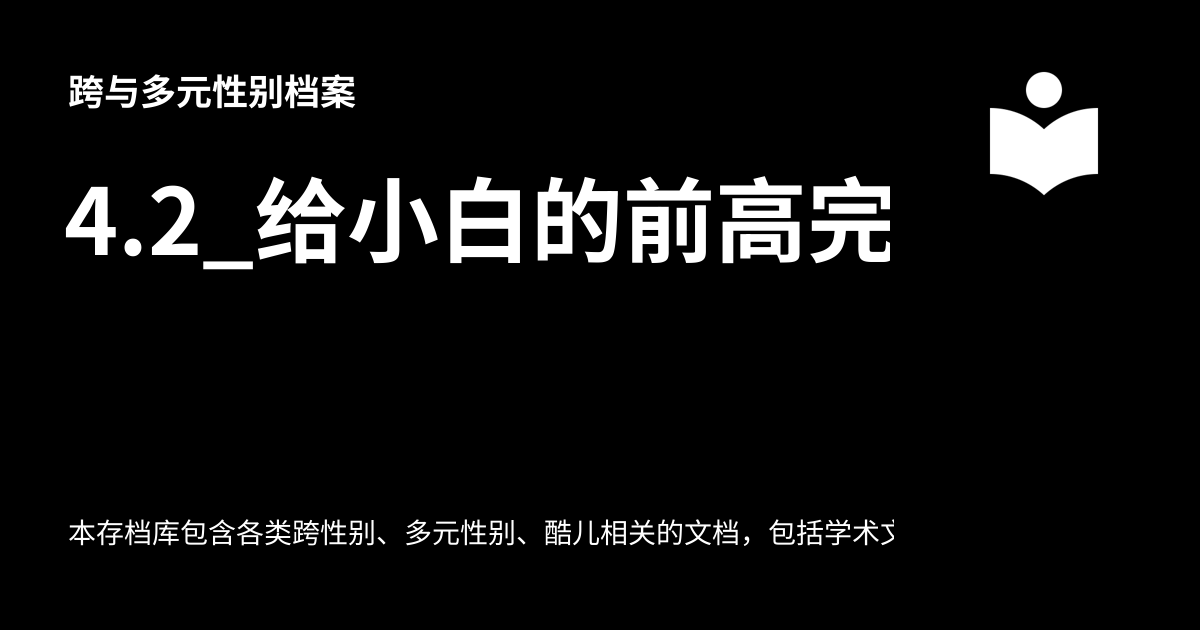 跨与多元性别档案
4.2_给小白的前高完
本存档库包含各类跨性别、多元性别、酷儿相关的文档，包括学术